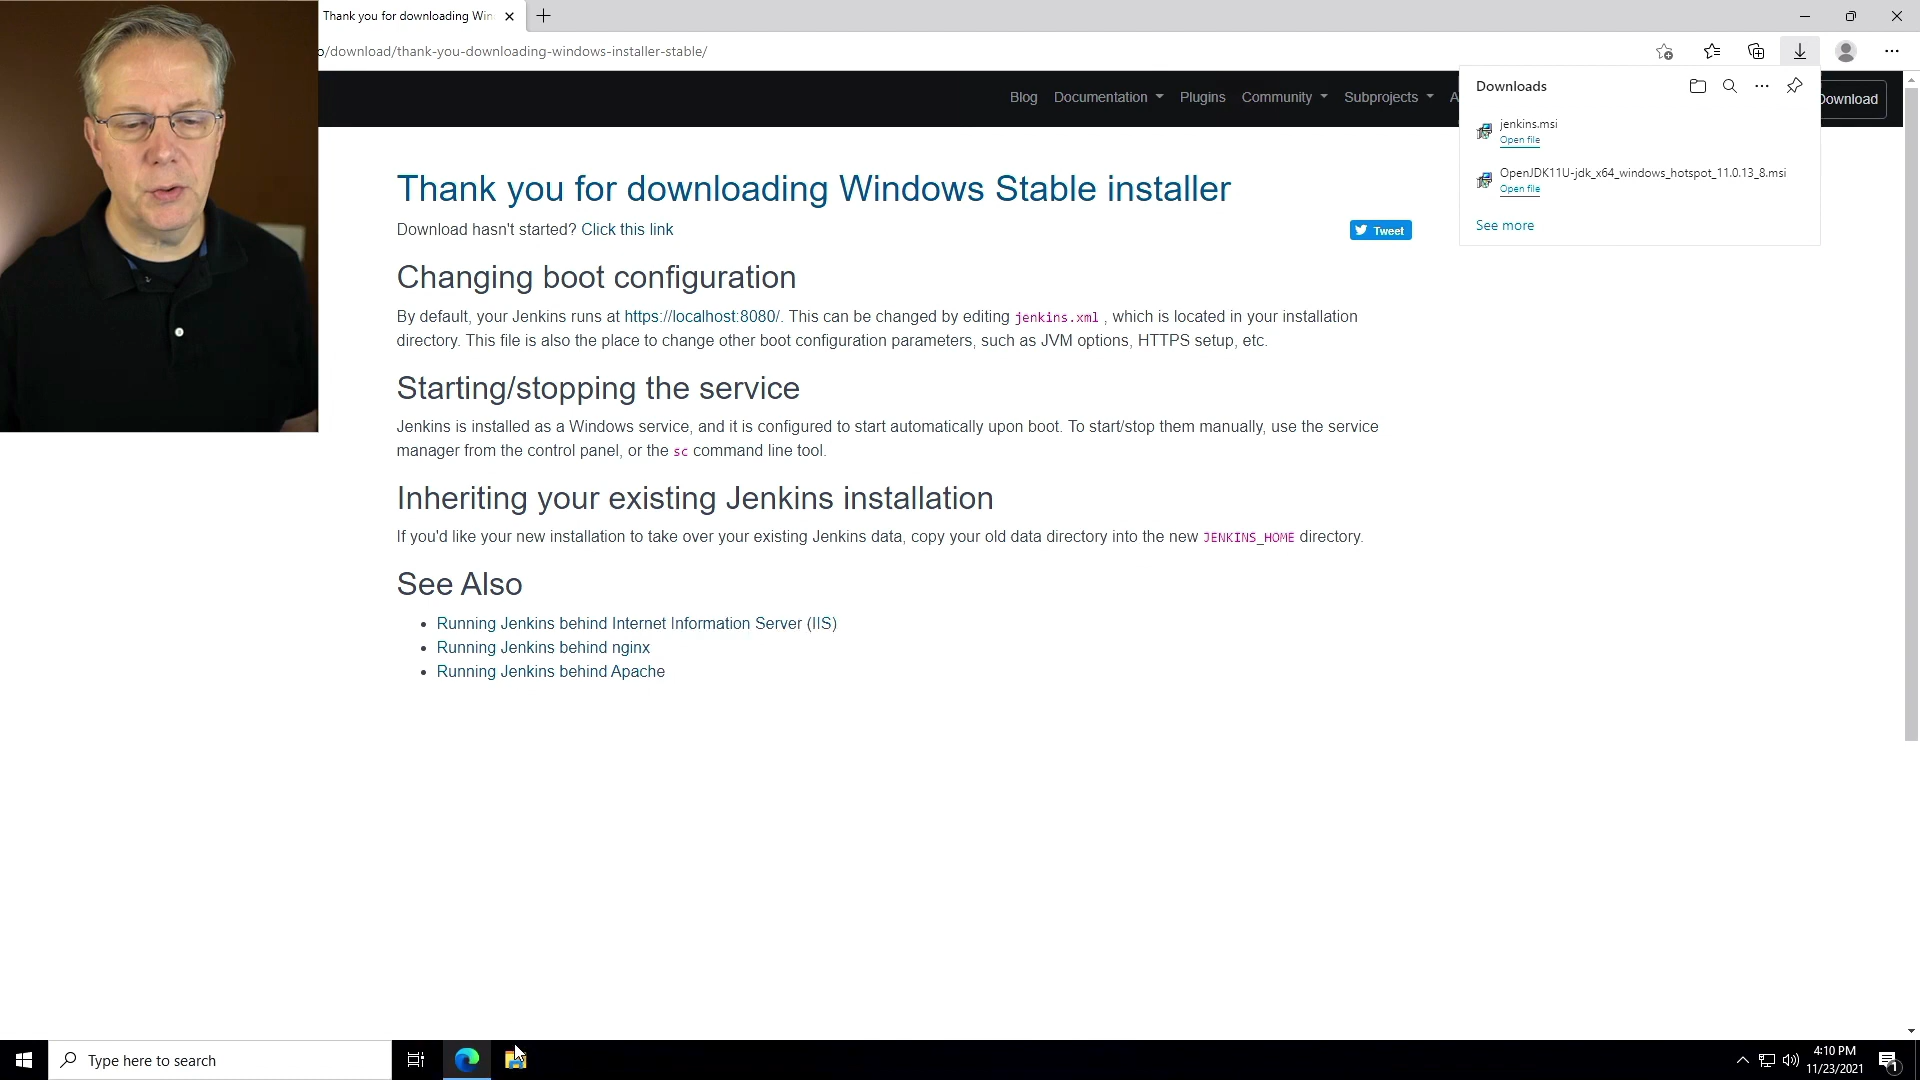 Thank you for downloading Win
/download/thank-you-downloading-windows-installer-stable/
Blog Documentation Plugins Community Subprojects A
Download
Downloads
jenkins.msi
Open file
OpenJDK11U-jdk_x64_windows_hotspot_11.0.13_8.msi
Open file
See more
Thank you for downloading Windows Stable installer
Download hasn't started? Click this link
Tweet
Changing boot configuration
By default, your Jenkins runs at https://localhost:8080/. This can be changed by editing jenkins.xml , which is located in your installation
directory. This file is also the place to change other boot configuration parameters, such as JVM options, HTTPS setup, etc.
Starting/stopping the service
Jenkins is installed as a Windows service, and it is configured to start automatically upon boot. To start/stop them manually, use the service
manager from the control panel, or the sc command line tool.
Inheriting your existing Jenkins installation
If you'd like your new installation to take over your existing Jenkins data, copy your old data directory into the new JENKINS_HOME directory.
See Also
• Running Jenkins behind Internet Information Server (IIS)
• Running Jenkins behind nginx
• Running Jenkins behind Apache
Type here to search
4:10 PM
11/23/2021
1